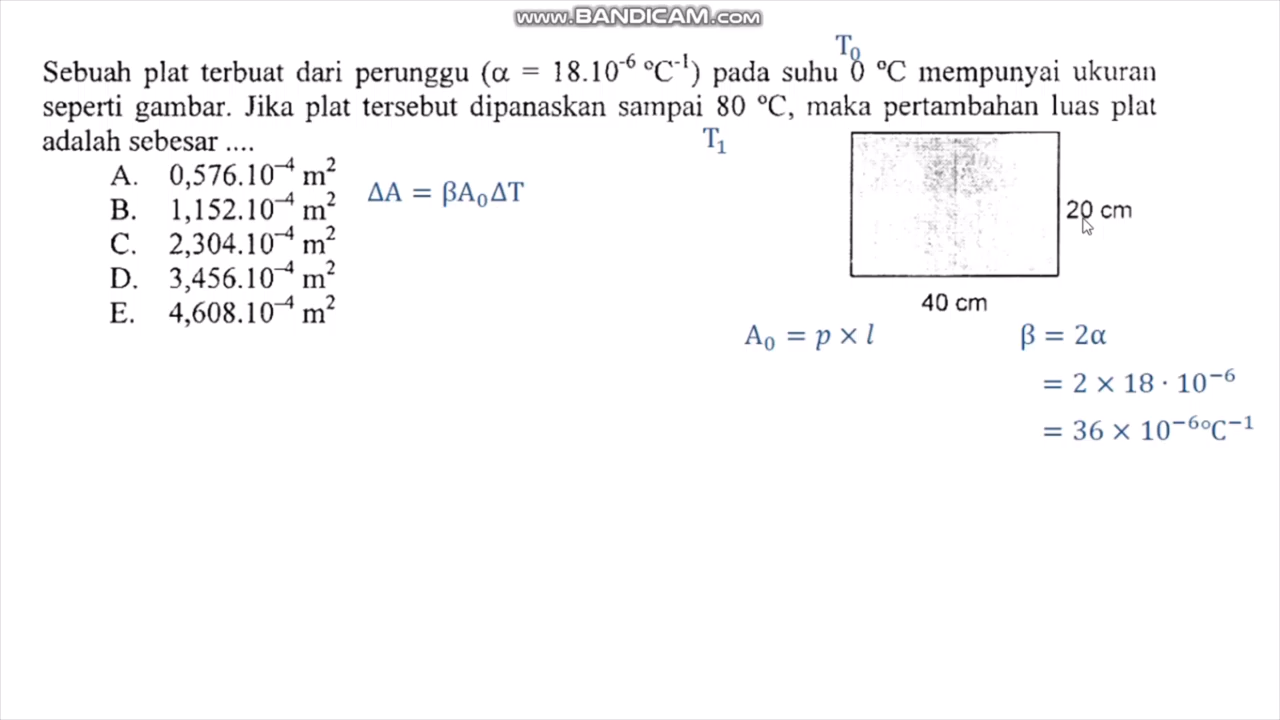 www.BANDICAM.com
T₀
Sebuah plat terbuat dari perunggu (α = 18.10⁻⁶ ºC⁻¹) pada suhu 0 ºC mempunyai ukuran
seperti gambar. Jika plat tersebut dipanaskan sampai 80 ºC, maka pertambahan luas plat
adalah sebesar ....
T₁
A. 0,576.10⁻⁴ m²
B. 1,152.10⁻⁴ m²
C. 2,304.10⁻⁴ m²
D. 3,456.10⁻⁴ m²
E. 4,608.10⁻⁴ m²
ΔA = βA₀ΔT
20 cm
40 cm
A₀ = p × l
β = 2α
= 2 × 18 · 10⁻⁶
= 36 × 10⁻⁶°C⁻¹